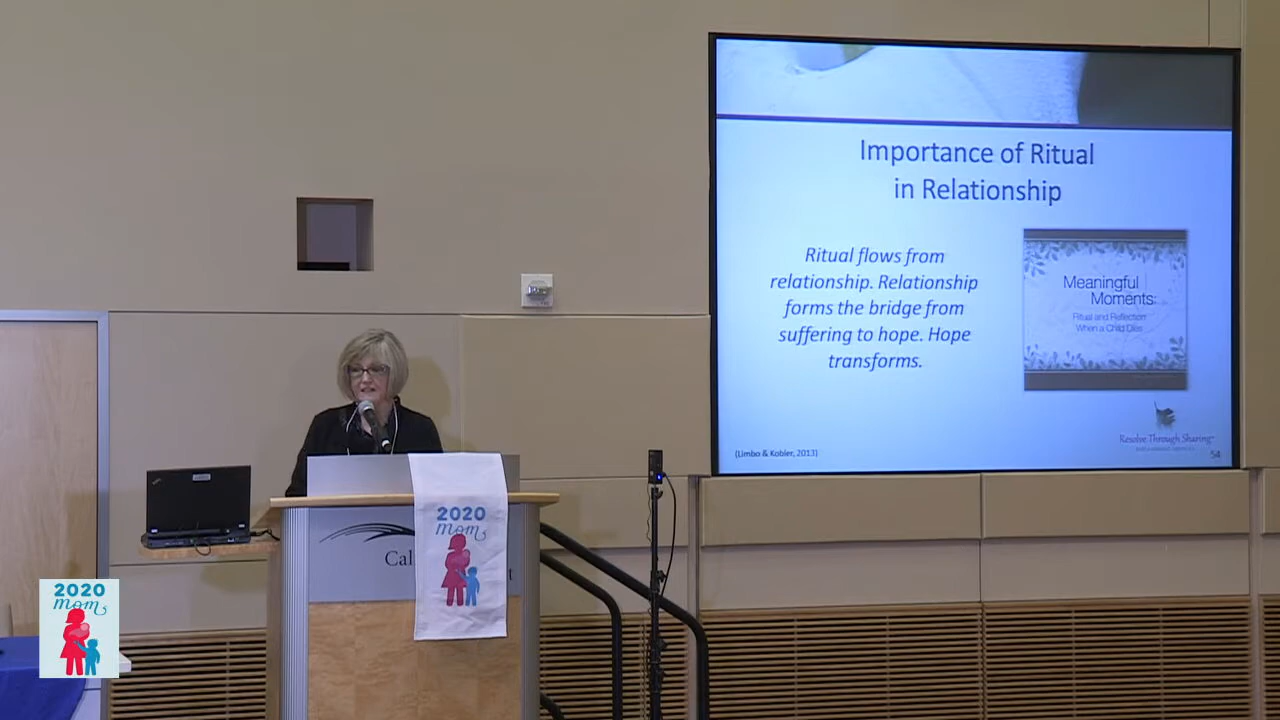 Importance of Ritual
in Relationship
Ritual flows from
relationship. Relationship
forms the bridge from
suffering to hope. Hope
transforms.
Meaningful
Moments:
Ritual and Reflection
When a Child Dies
Resolve Through Sharing
(Limbo & Kobler, 2013)
54
2020
mom
Cal
t
2020
mom